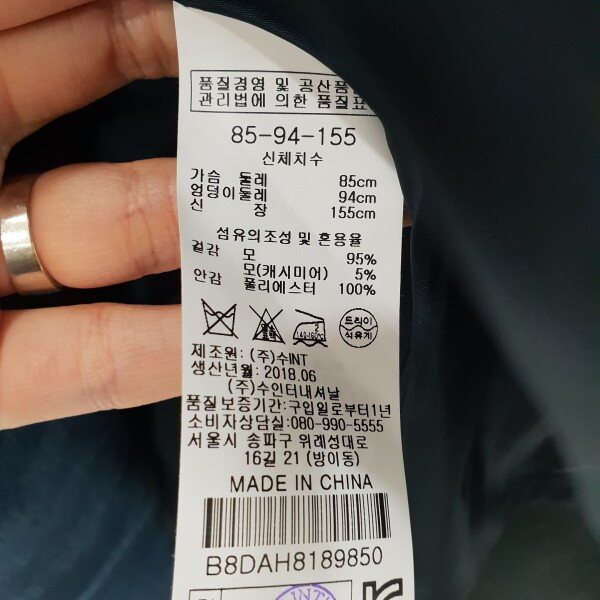 품질경영 및 공산품
관리법에 의한 품질표
85-94-155
신체치수
가슴 둘레 85cm
엉덩이둘레 94cm
신 장 155cm
섬유의조성 및 혼용율
겉감 모 95%
모(캐시미어) 5%
안감 폴리에스터 100%
드라이
석유계
제조원: (주)수INT
생산년월: 2018.06
(주)수인터내셔날
품질보증기간:구입일로부터1년
소비자상담실:080-990-5555
서울시 송파구 위례성대로
16길 21 (방이동)
MADE IN CHINA
B8DAH8189850
INT